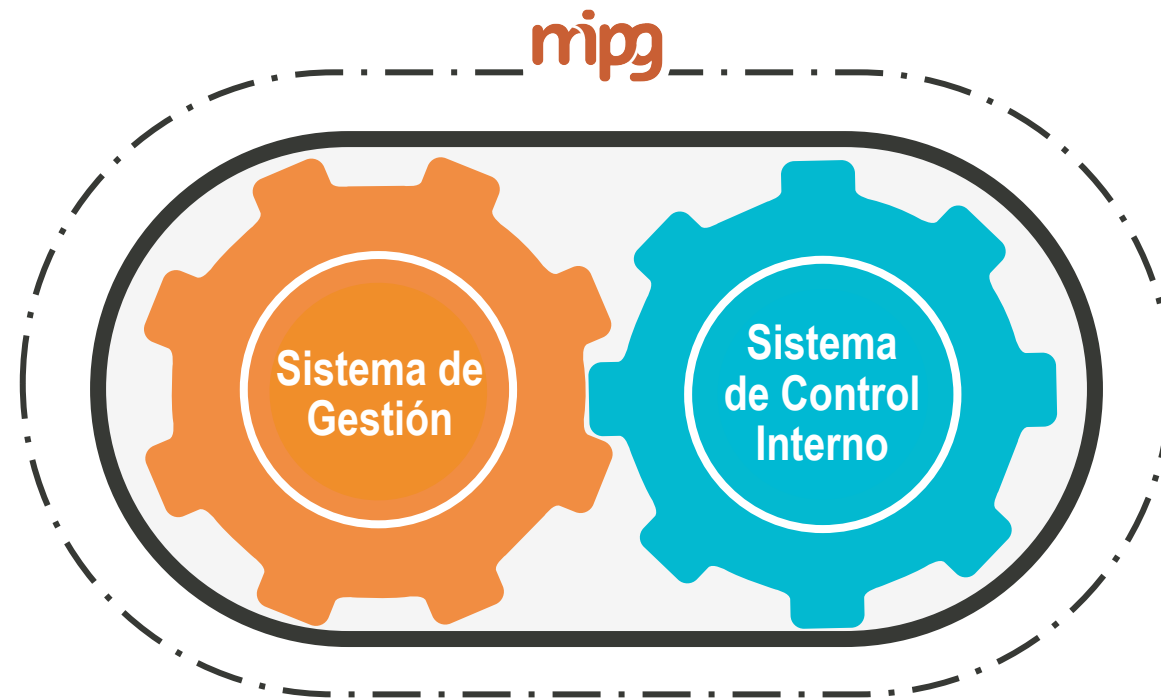 mipg
Sistema de
Gestión
Sistema
de Control
Interno